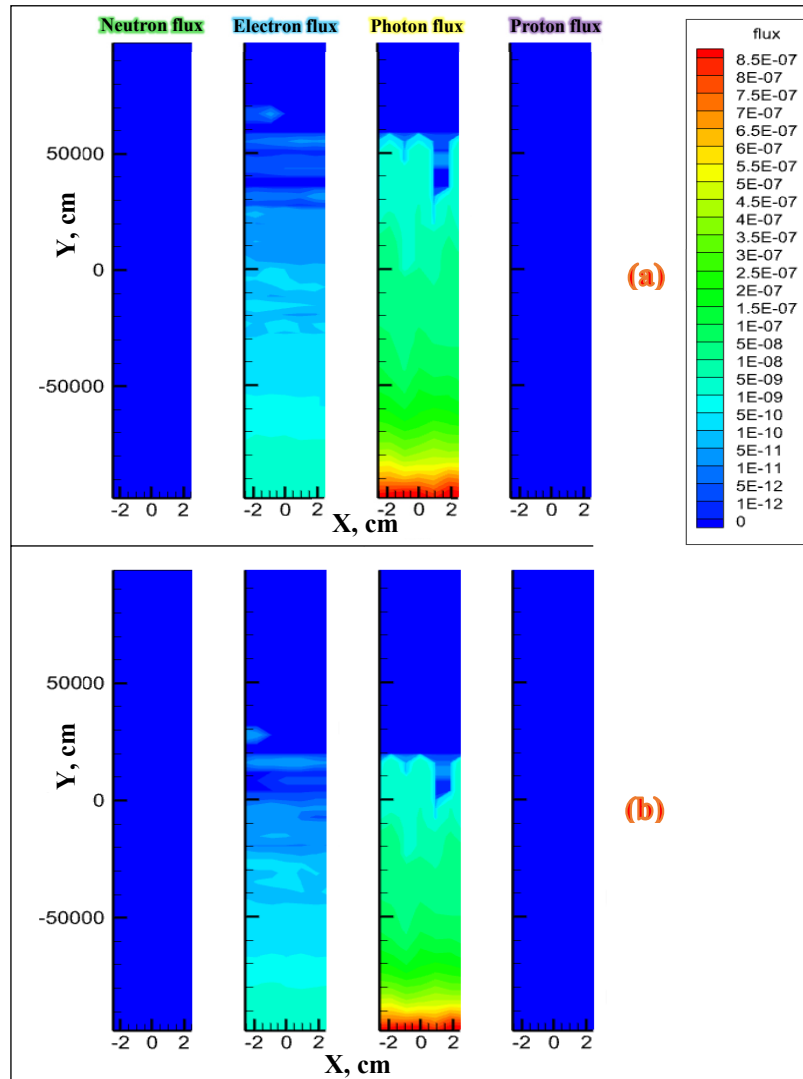 Neutron flux Electron flux Photon flux Proton flux
flux
8.5E-07
8E-07
7.5E-07
7E-07
6.5E-07
6E-07
5.5E-07
5E-07
4.5E-07
4E-07
3.5E-07
3E-07
2.5E-07
2E-07
1.5E-07
1E-07
5E-08
1E-08
5E-09
1E-09
5E-10
1E-10
5E-11
1E-11
5E-12
1E-12
0
Y, cm
50000
0
-50000
(a)
-2 0 2 -2 0 2 -2 0 2 -2 0 2
X, cm
Y, cm
50000
0
-50000
(b)
-2 0 2 -2 0 2 -2 0 2 -2 0 2
X, cm